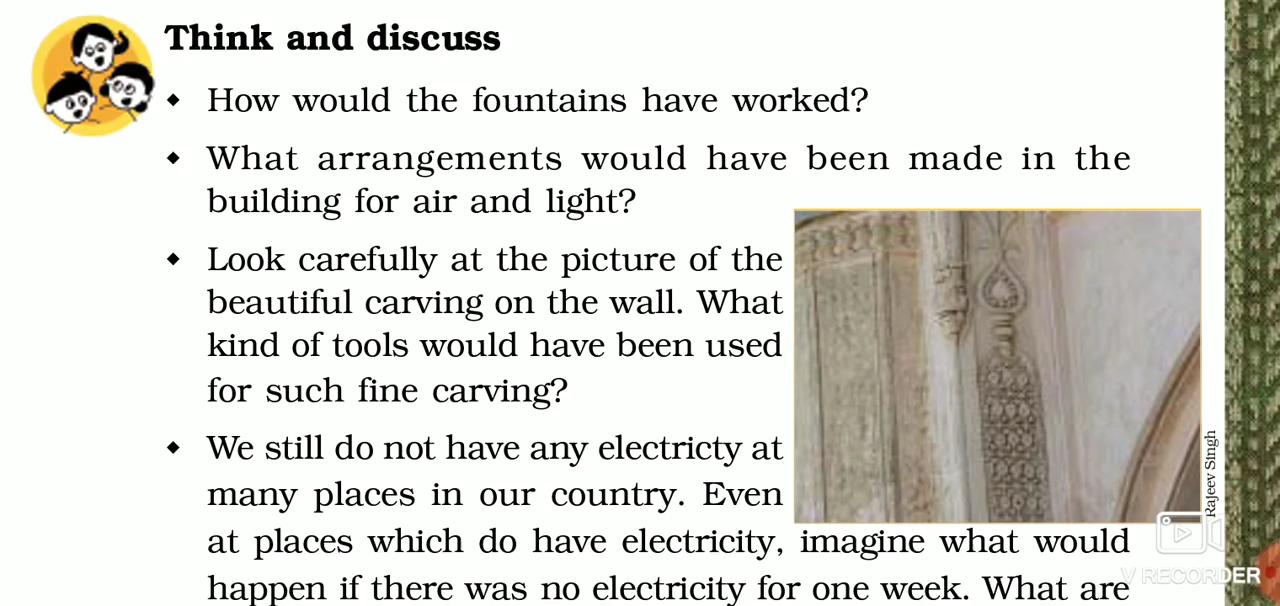 Think and discuss
◆ How would the fountains have worked?
◆ What arrangements would have been made in the
building for air and light?
◆ Look carefully at the picture of the
beautiful carving on the wall. What
kind of tools would have been used
for such fine carving?
◆ We still do not have any electricty at
many places in our country. Even
at places which do have electricity, imagine what would
happen if there was no electricity for one week. What are
Rajeev Singh
V RECORDER